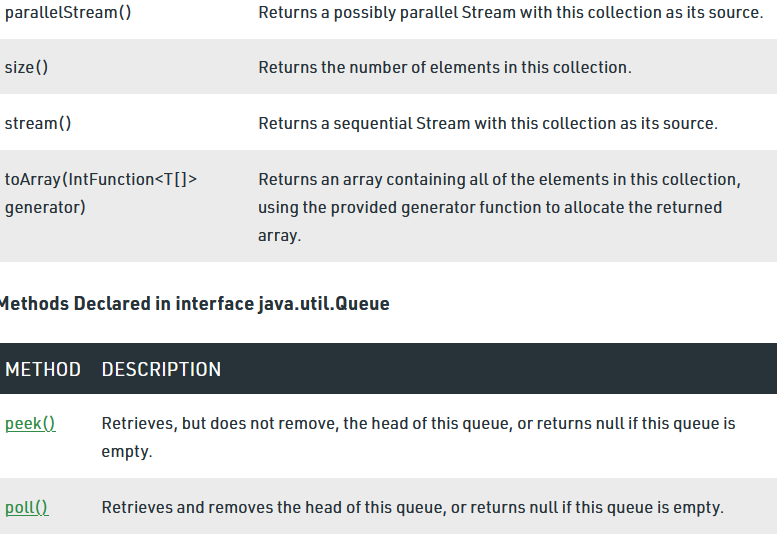 parallelStream() Returns a possibly parallel Stream with this collection as its source.
size() Returns the number of elements in this collection.
stream() Returns a sequential Stream with this collection as its source.
toArray(IntFunction<T[]> Returns an array containing all of the elements in this collection,
generator) using the provided generator function to allocate the returned
array.
Methods Declared in interface java.util.Queue
METHOD DESCRIPTION
peek() Retrieves, but does not remove, the head of this queue, or returns null if this queue is
empty.
poll() Retrieves and removes the head of this queue, or returns null if this queue is empty.